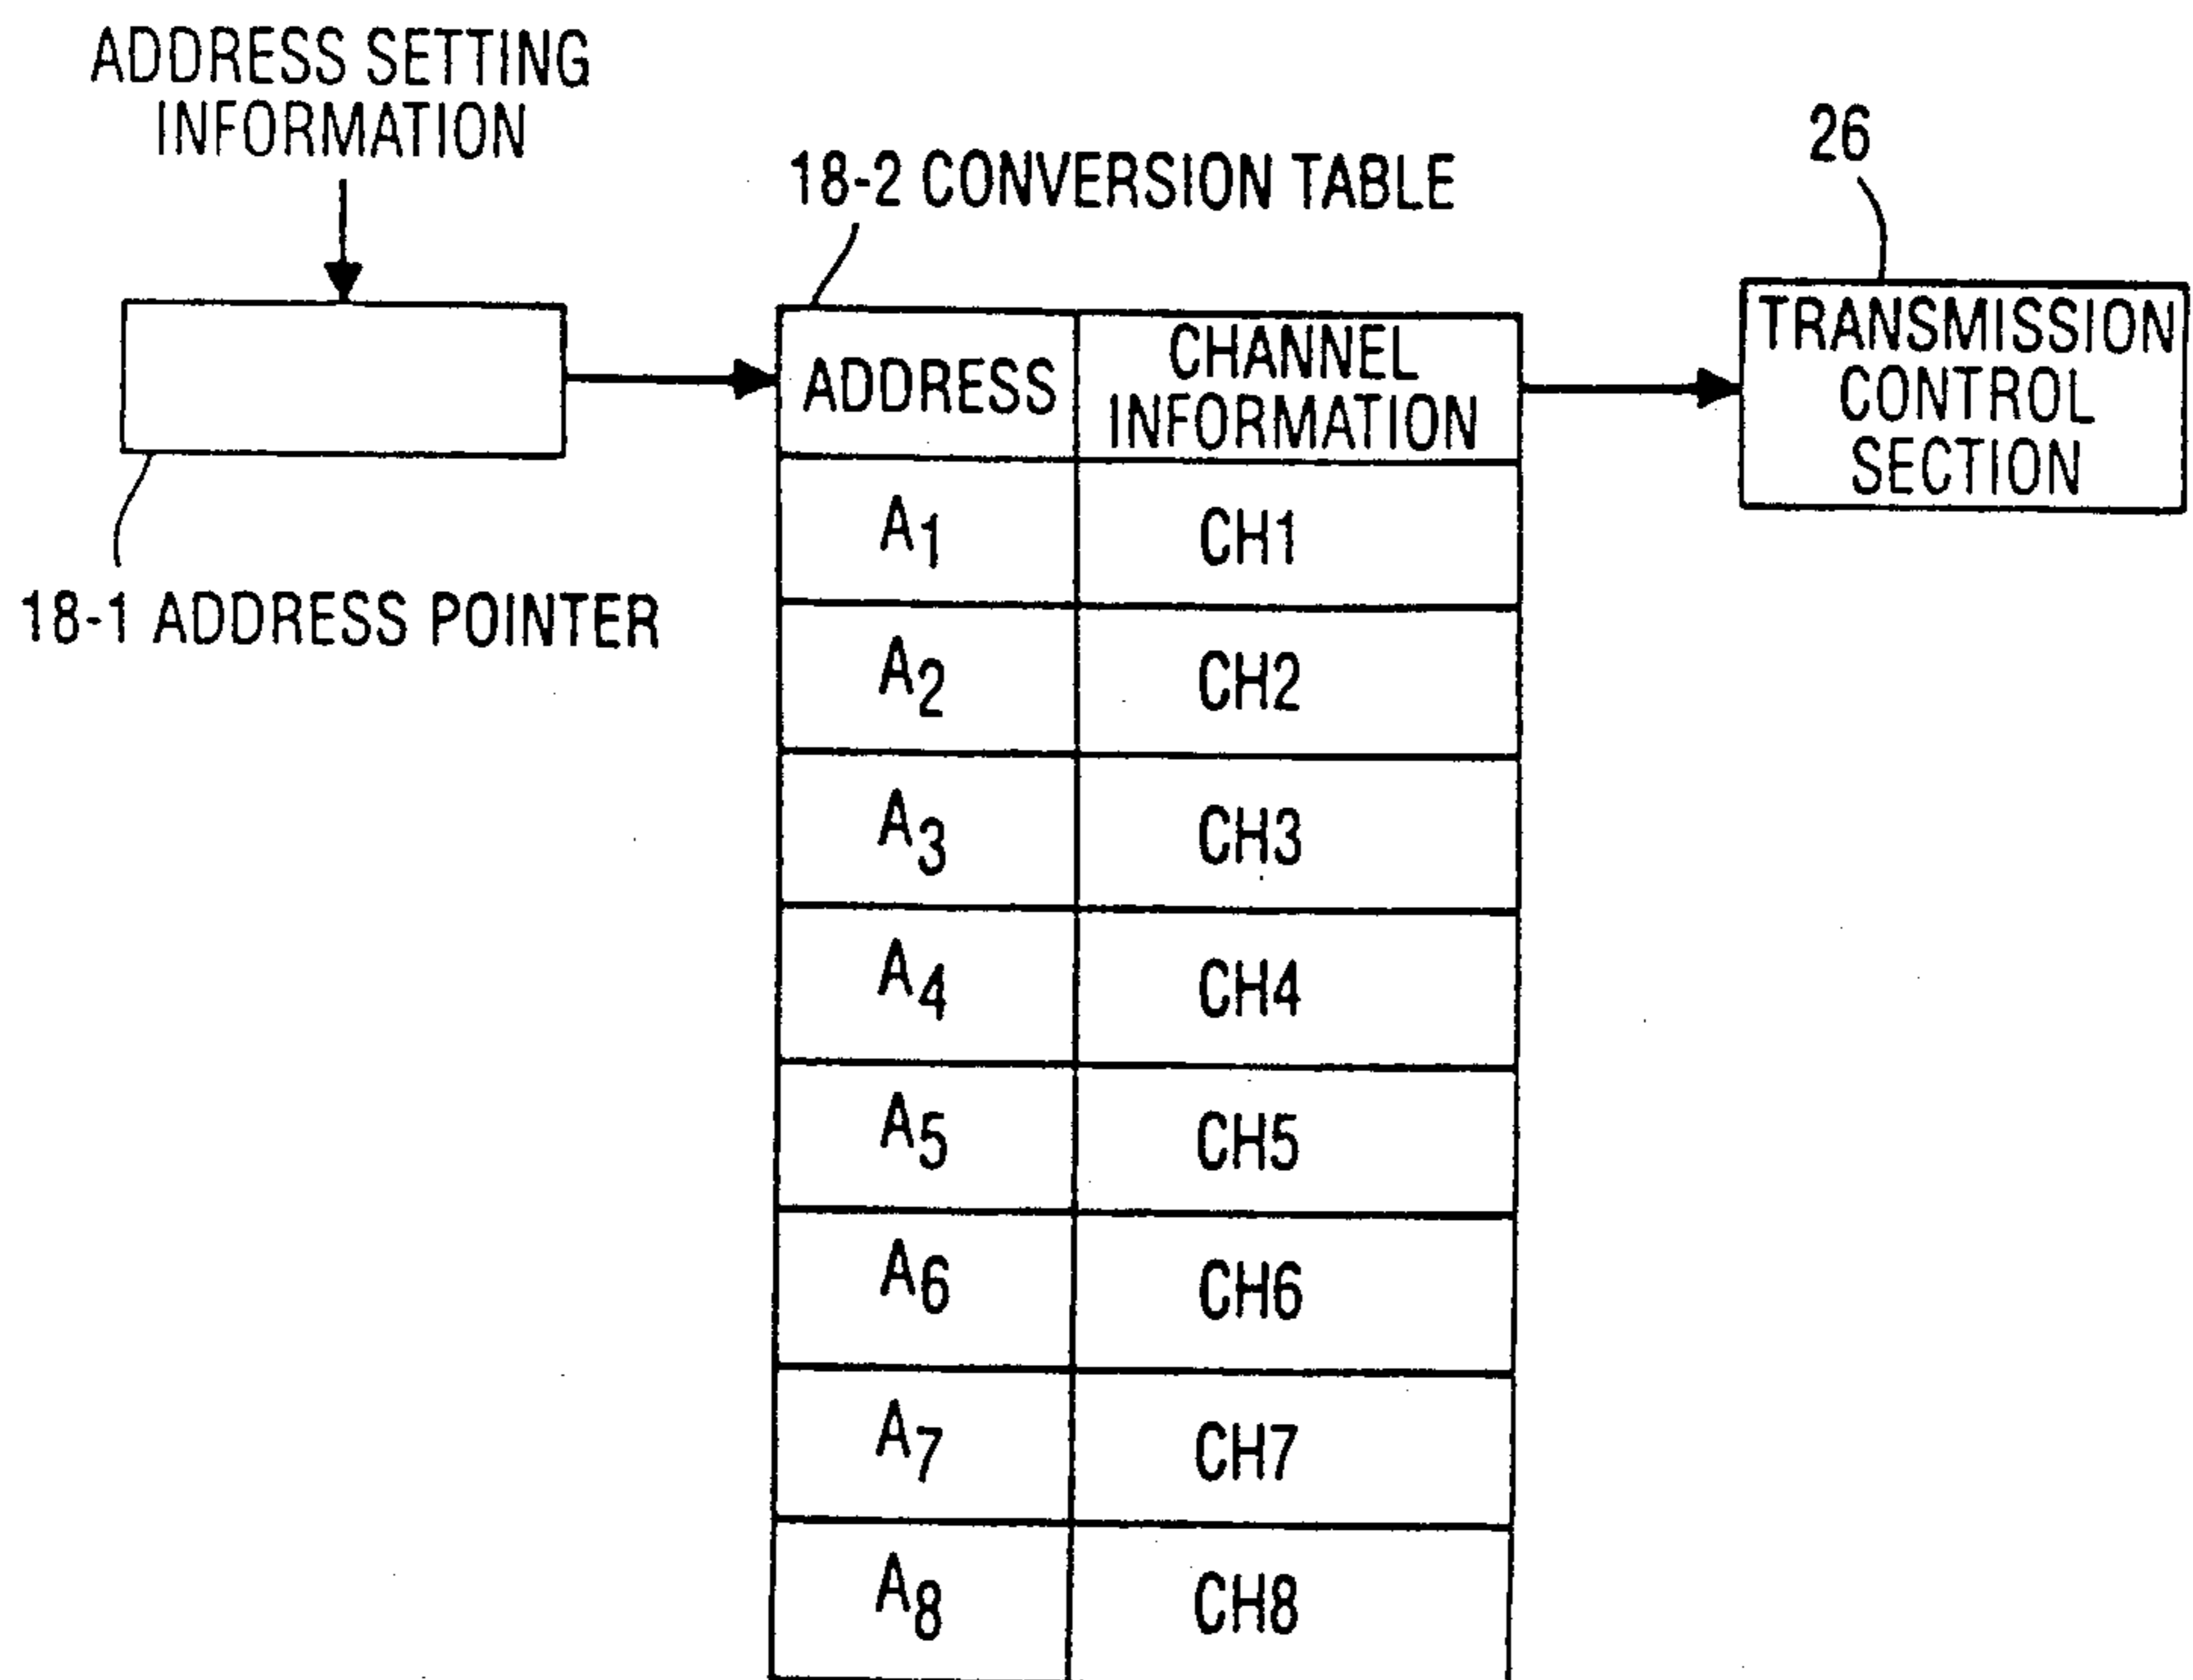 ADDRESS SETTING
INFORMATION
18-1 ADDRESS POINTER
18-2 CONVERSION TABLE
ADDRESS
CHANNEL
INFORMATION
A1 CH1
A2 CH2
A3 CH3
A4 CH4
A5 CH5
A6 CH6
A7 CH7
A8 CH8
26
TRANSMISSION
CONTROL
SECTION